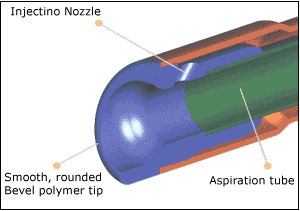 Injectino Nozzle
Smooth, rounded
Bevel polymer tip
Aspiration tube